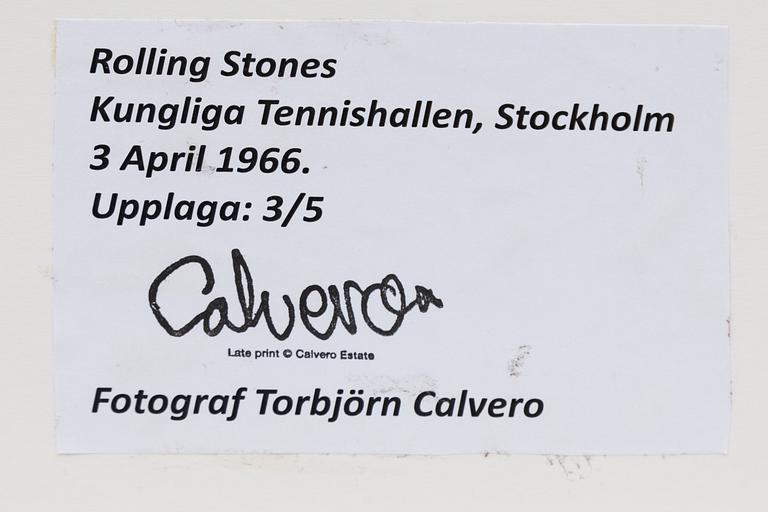 Rolling Stones
Kungliga Tennishallen, Stockholm
3 April 1966.
Upplaga: 3/5
Calvero
Late print © Calvero Estate
Fotograf Torbjörn Calvero